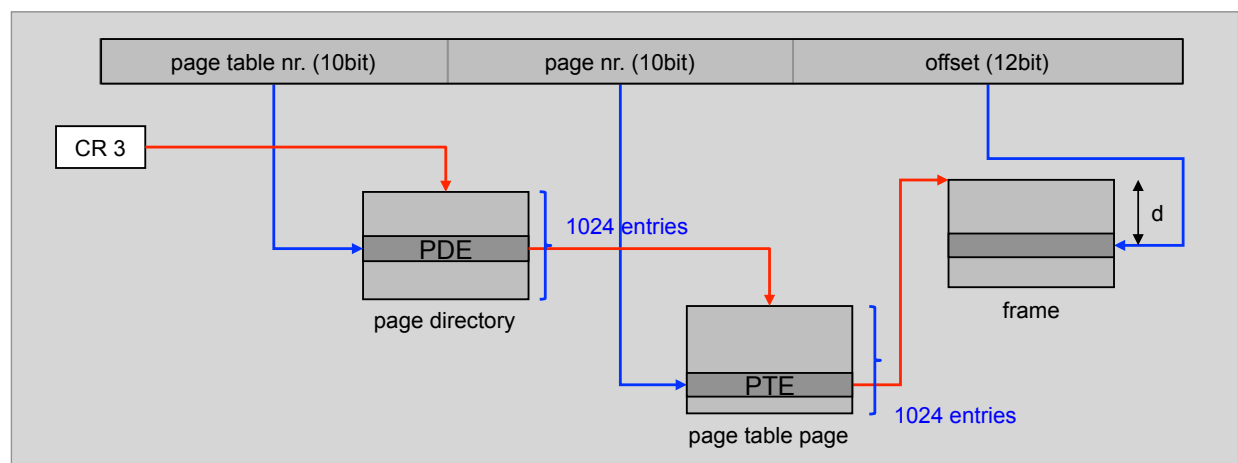 page table nr. (10bit)
page nr. (10bit)
offset (12bit)
CR 3
d
1024 entries
PDE
frame
page directory
PTE
1024 entries
page table page